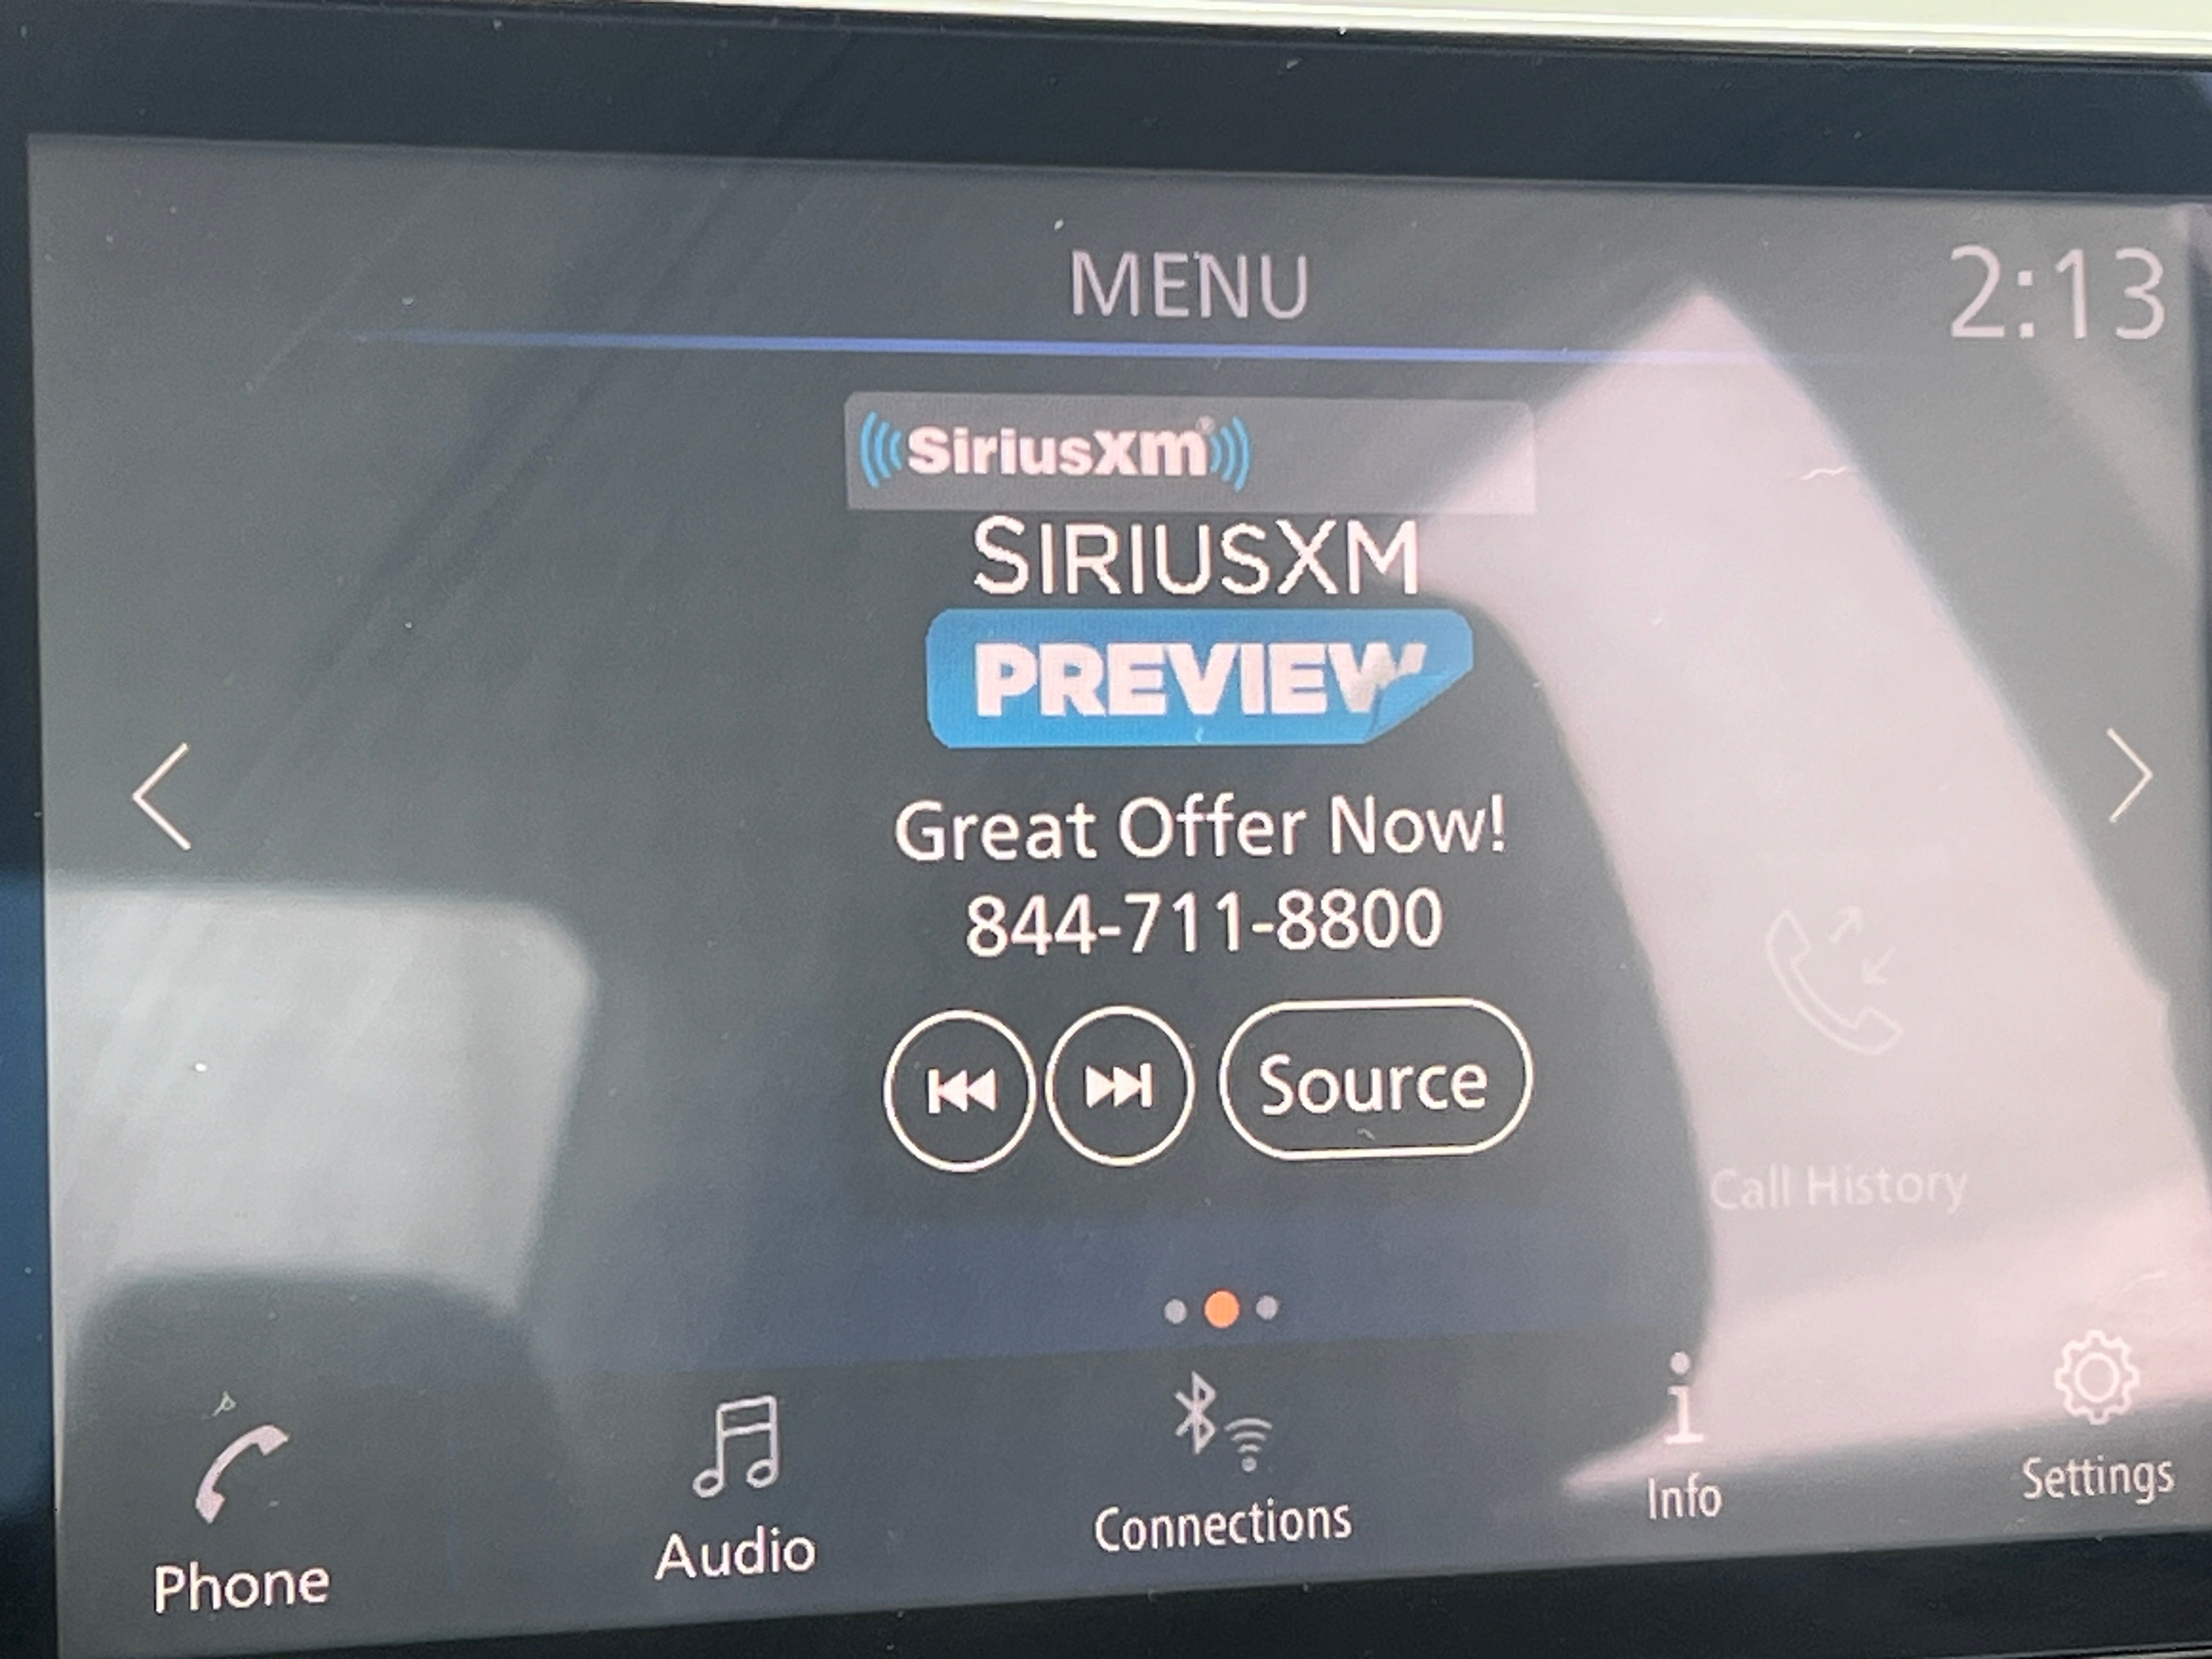 MENU
2:13
SiriusXm
SIRIUSXM
PREVIEW
Great Offer Now!
844-711-8800
Source
Call History
Phone
Audio
Connections
Info
Settings